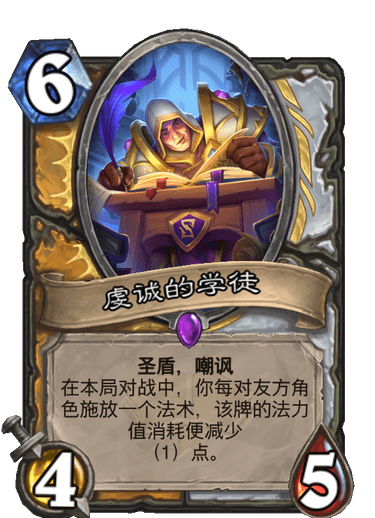 6
虔诚的学徒
圣盾，嘲讽
在本局对战中，你每对友方角
色施放一个法术，该牌的法力
值消耗便减少
（1）点。
4
5